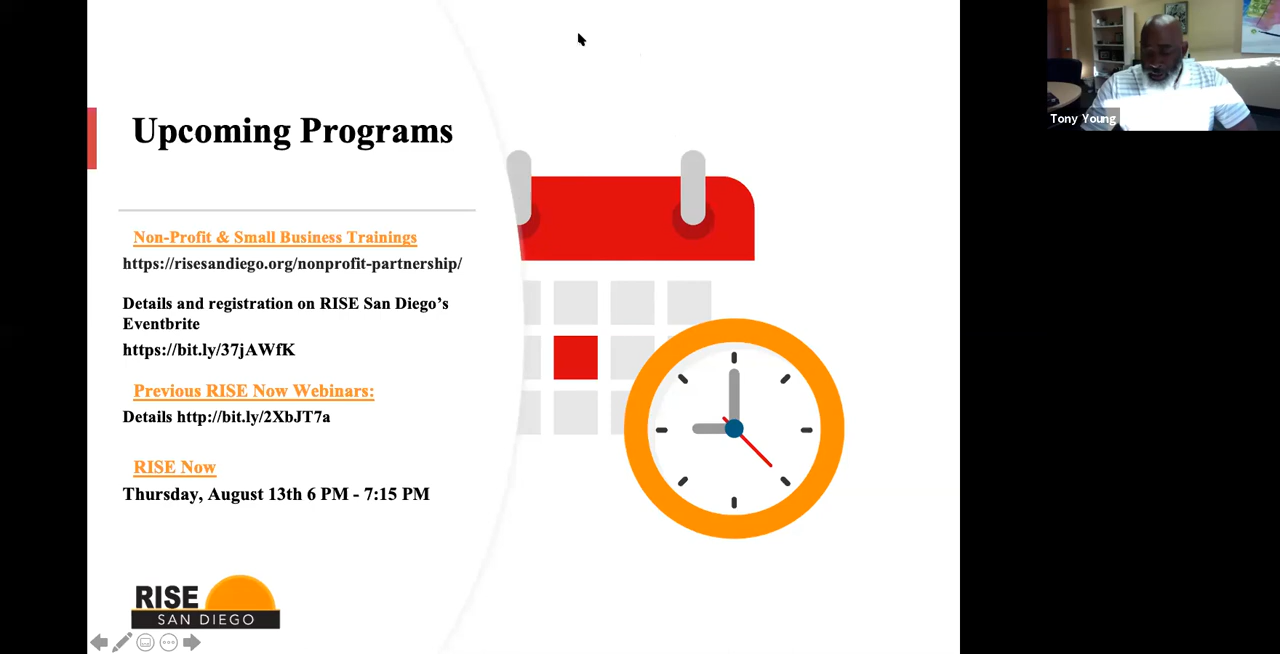 Upcoming Programs
Non-Profit & Small Business Trainings
https://risesandiego.org/nonprofit-partnership/
Details and registration on RISE San Diego’s
Eventbrite
https://bit.ly/37jAWfK
Previous RISE Now Webinars:
Details http://bit.ly/2XbJT7a
RISE Now
Thursday, August 13th 6 PM - 7:15 PM
RISE
SAN DIEGO
Tony Young